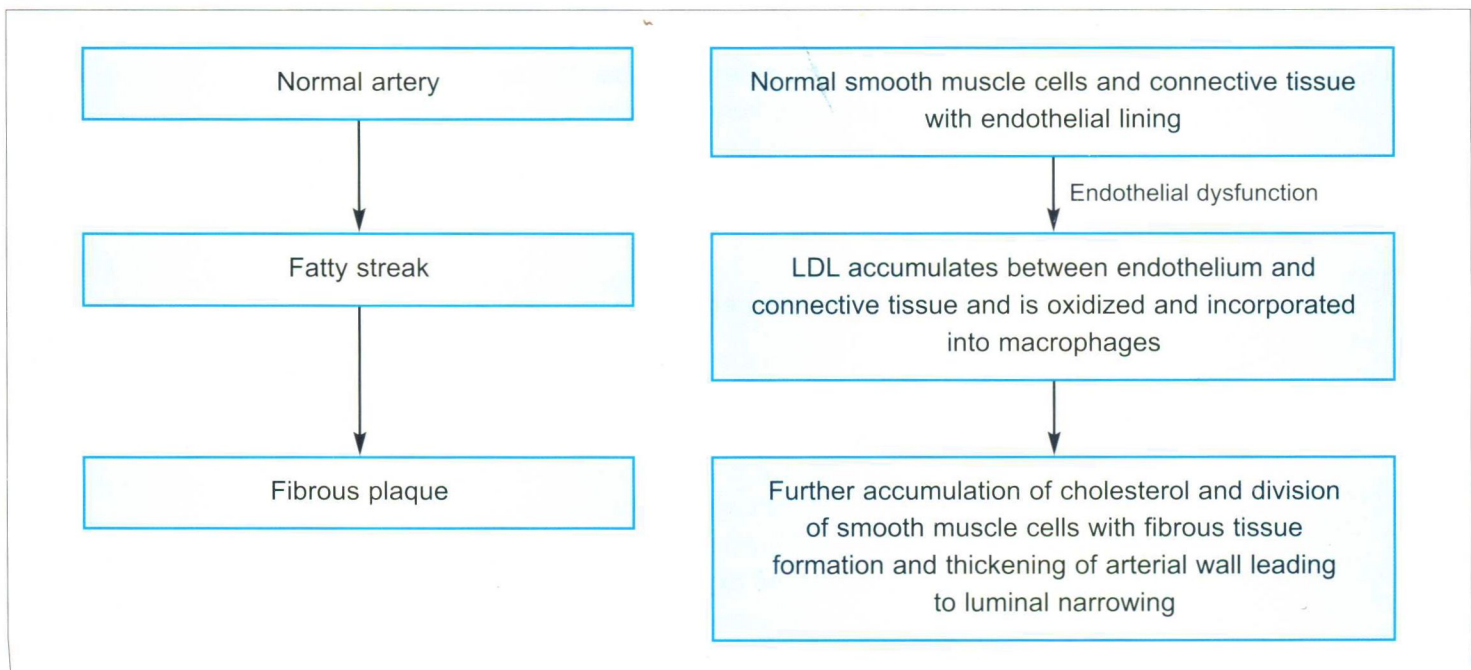 Normal artery
Fatty streak
Fibrous plaque
Normal smooth muscle cells and connective tissue
with endothelial lining
Endothelial dysfunction
LDL accumulates between endothelium and
connective tissue and is oxidized and incorporated
into macrophages
Further accumulation of cholesterol and division
of smooth muscle cells with fibrous tissue
formation and thickening of arterial wall leading
to luminal narrowing